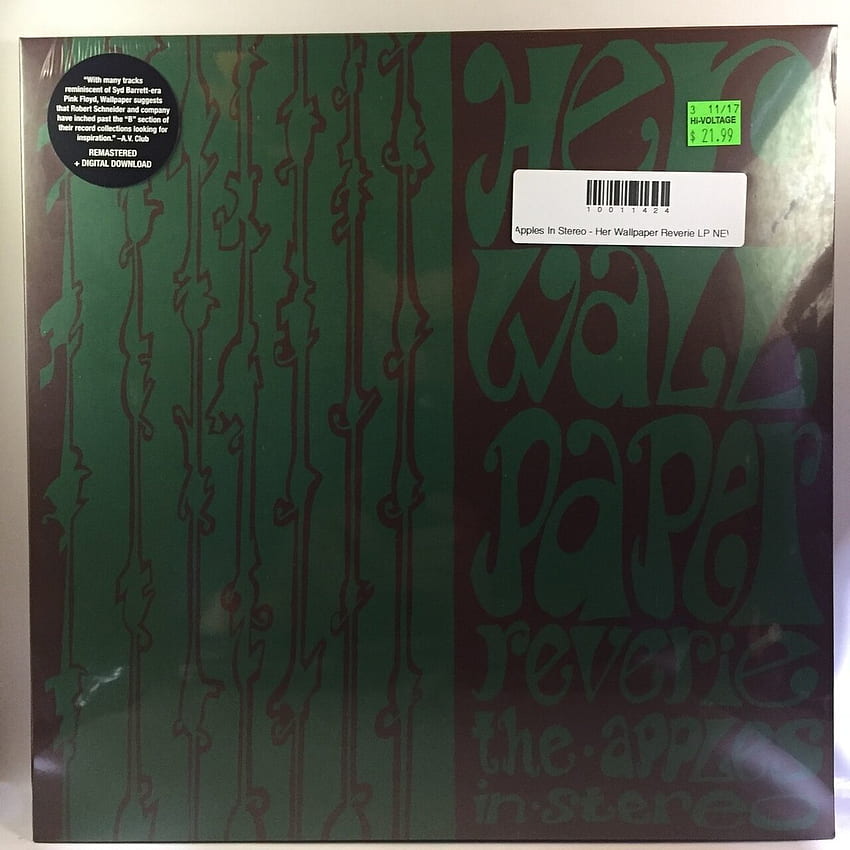 "With many tracks
reminiscent of Syd Barrett-era
Pink Floyd, Wallpaper suggests
that Robert Schneider and company
have inched past the "B" section of
their record collections looking for
inspiration." –A.V. Club
REMASTERED
+ DIGITAL DOWNLOAD
Her
3 11/17
HI-VOLTAGE
$ 21.99
10011424
Apples In Stereo - Her Wallpaper Reverie LP NEW
Wall
Paper
reverie
the · apples
in · stereo